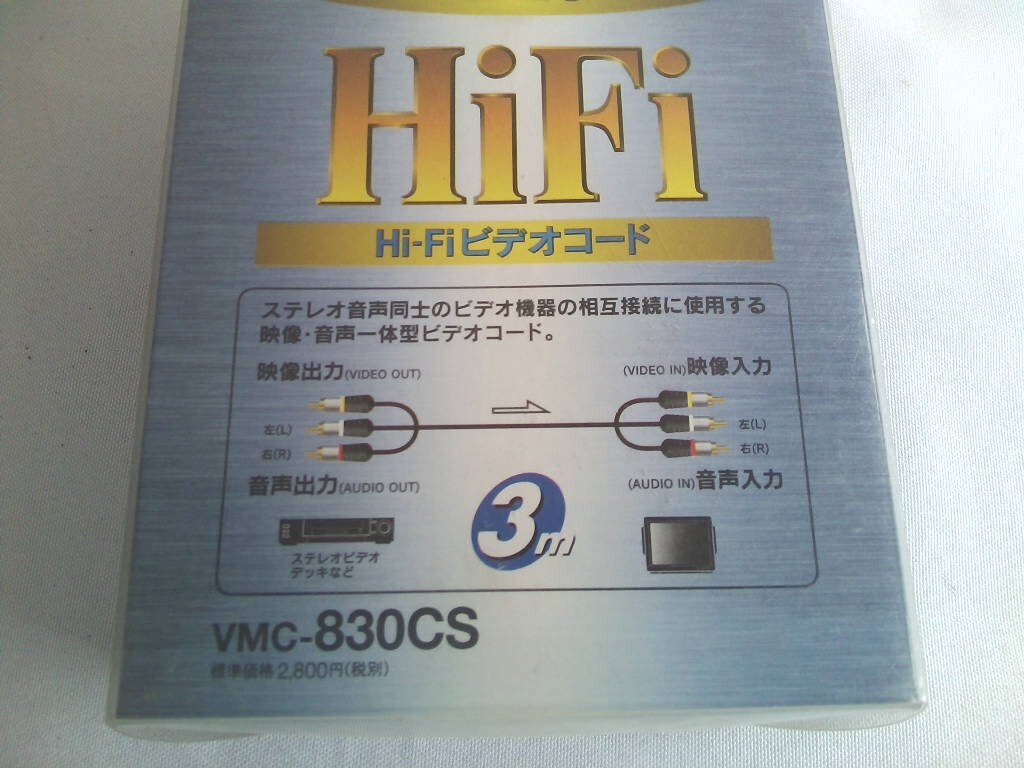 HiFi
Hi-Fiビデオコード
ステレオ音声同士のビデオ機器の相互接続に使用する
映像・音声一体型ビデオコード。
映像出力(VIDEO OUT)
(VIDEO IN)映像入力
左(L)
左(L)
右(R)
右(R)
音声出力(AUDIO OUT)
(AUDIO IN)音声入力
3m
ステレオビデオ
デッキなど
VMC-830CS
標準価格2,800円(税別)